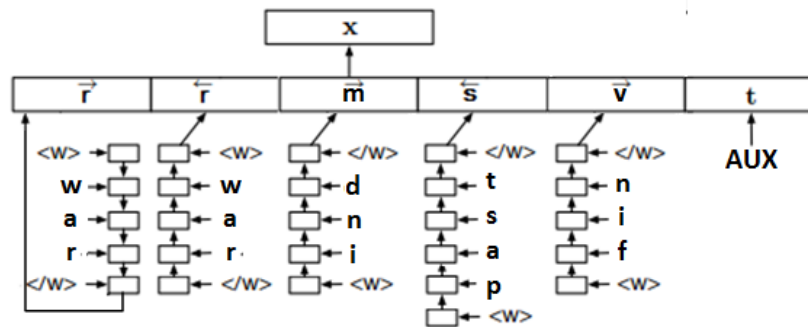 x
r⃗ r⃖ m⃗ s⃖ v⃗ t
<w> <w> </w> </w> </w> AUX
w w d t n
a a n s i
r r i a f
</w> </w> <w> p <w>
<w>